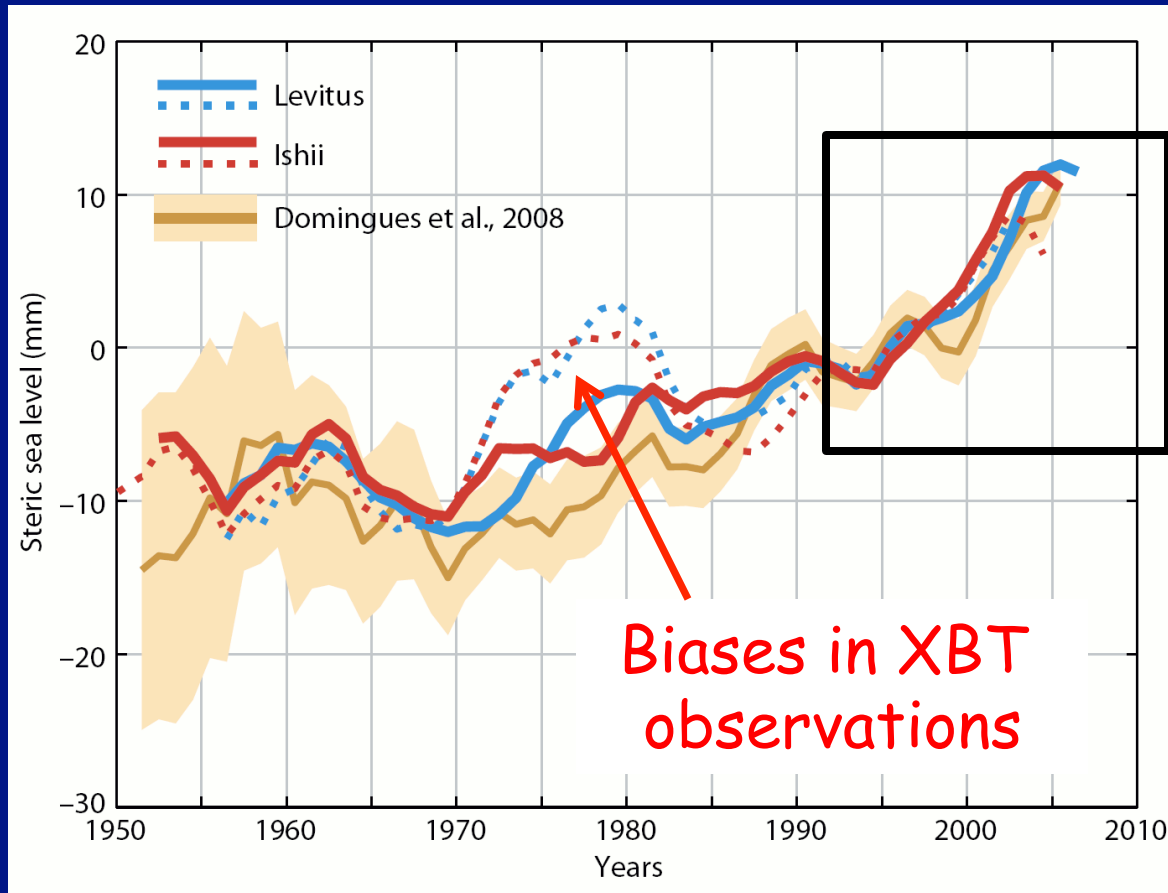 20
10
0
–10
–20
–30
Steric sea level (mm)
Levitus
Ishii
Domingues et al., 2008
Biases in XBT
observations
1950 1960 1970 1980 1990 2000 2010
Years